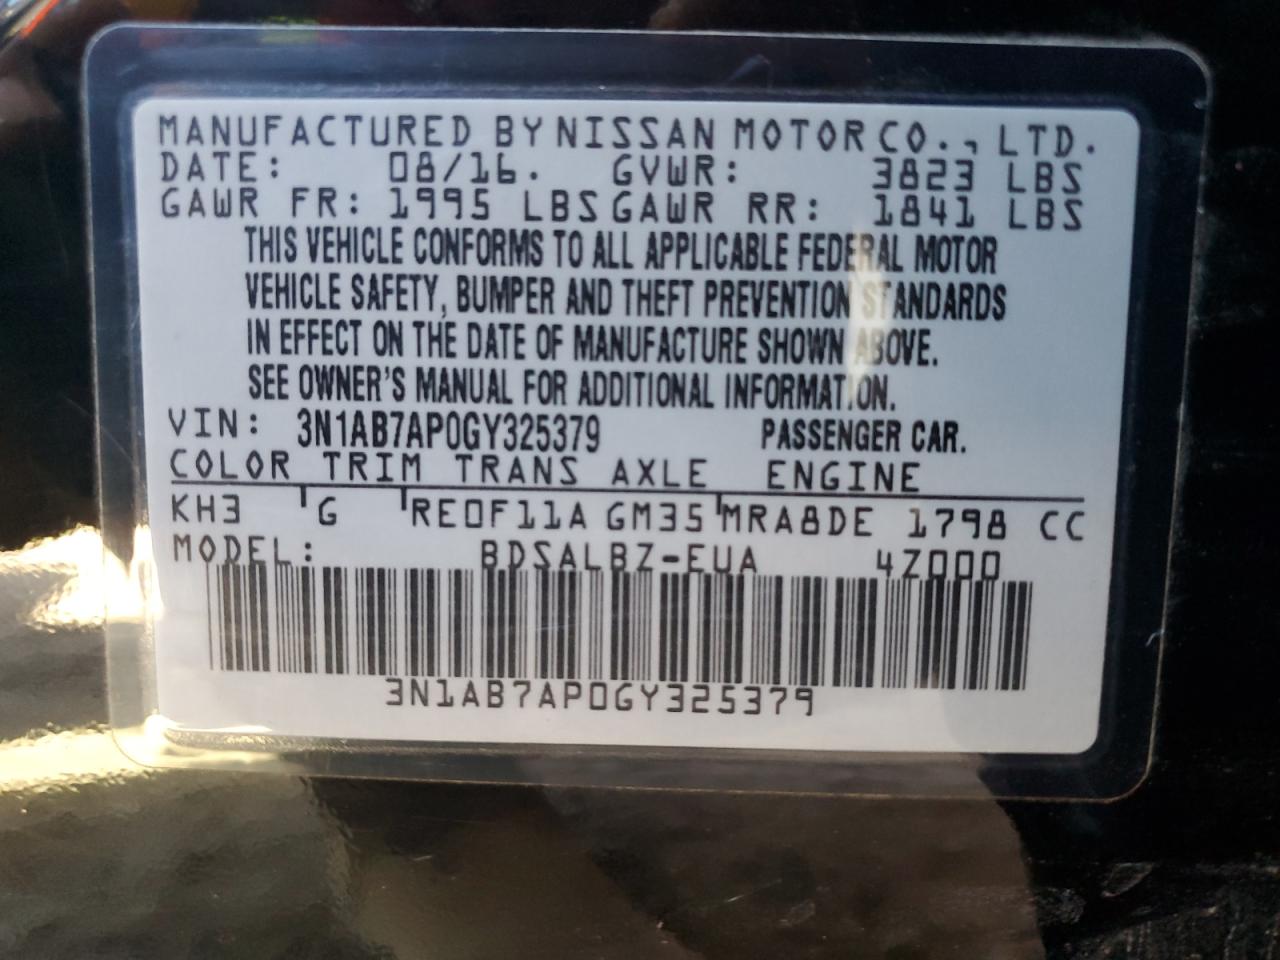 MANUFACTURED BY NISSAN MOTOR CO., LTD.
DATE: 08/16. GVWR: 3823 LBS
GAWR FR: 1995 LBS GAWR RR: 1841 LBS
THIS VEHICLE CONFORMS TO ALL APPLICABLE FEDERAL MOTOR
VEHICLE SAFETY, BUMPER AND THEFT PREVENTION STANDARDS
IN EFFECT ON THE DATE OF MANUFACTURE SHOWN ABOVE.
SEE OWNER'S MANUAL FOR ADDITIONAL INFORMATION.
VIN: 3N1AB7AP0GY325379 PASSENGER CAR.
COLOR TRIM TRANS AXLE ENGINE
KH3 G RE0F11A GM35 MRA8DE 1798 CC
MODEL: BDSALBZ-EUA 4Z000
3N1AB7AP0GY325379